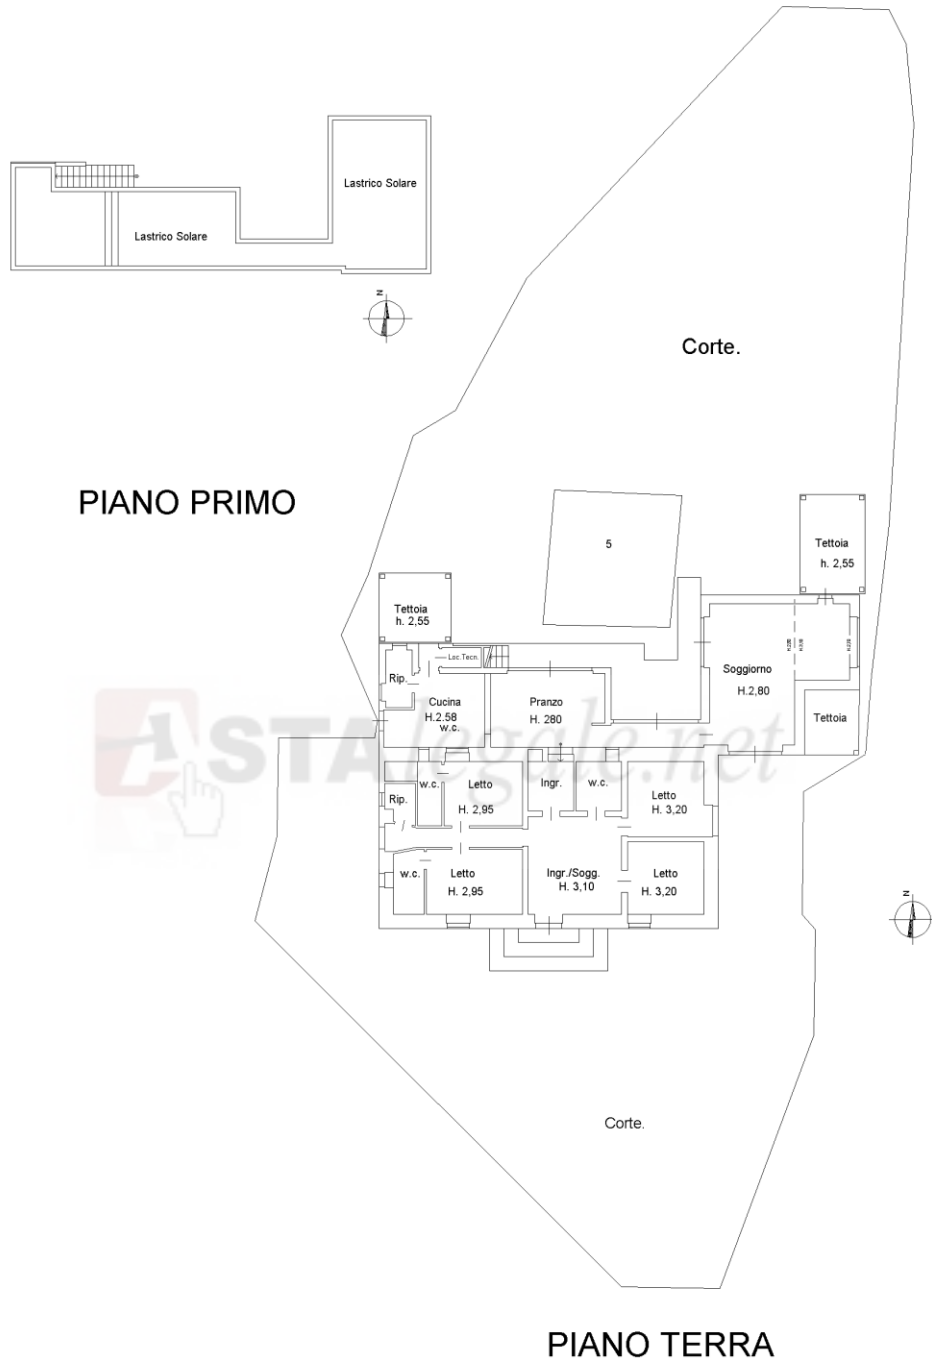 Lastrico Solare
Lastrico Solare
N
Corte.
PIANO PRIMO
5
Tettoia
h. 2,55
Tettoia
h. 2,55
Loc.Tecn.
Rip.
Cucina
H.2.58
w.c.
Pranzo
H. 280
Soggiorno
H.2,80
Tettoia
ASTAlegale.net
w.c.
Letto
H. 2,95
Ingr.
w.c.
Letto
H. 3,20
Rip.
w.c.
Letto
H. 2,95
Ingr./Sogg.
H. 3,10
Letto
H. 3,20
N
Corte.
PIANO TERRA